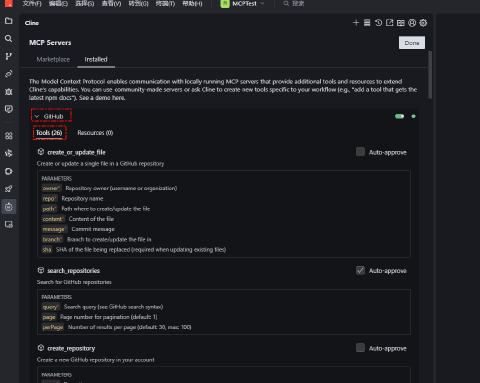 文件(F) 编辑(E) 选择(S) 查看(V) 转到(G) 终端(T) 帮助(H) MCPTest 搜索
Cline
MCP Servers
Done
Marketplace Installed
The Model Context Protocol enables communication with locally running MCP servers that provide additional tools and resources to extend
Cline's capabilities. You can use community-made servers or ask Cline to create new tools specific to your workflow (e.g., "add a tool that gets the
latest npm docs"). See a demo here.
GitHub
Tools (26) Resources (0)
create_or_update_file Auto-approve
Create or update a single file in a GitHub repository
PARAMETERS
owner* Repository owner (username or organization)
repo* Repository name
path* Path where to create/update the file
content* Content of the file
message* Commit message
branch* Branch to create/update the file in
sha SHA of the file being replaced (required when updating existing files)
search_repositories Auto-approve
Search for GitHub repositories
PARAMETERS
query* Search query (see GitHub search syntax)
page Page number for pagination (default: 1)
perPage Number of results per page (default: 30, max: 100)
create_repository Auto-approve
Create a new GitHub repository in your account
PARAMETERS